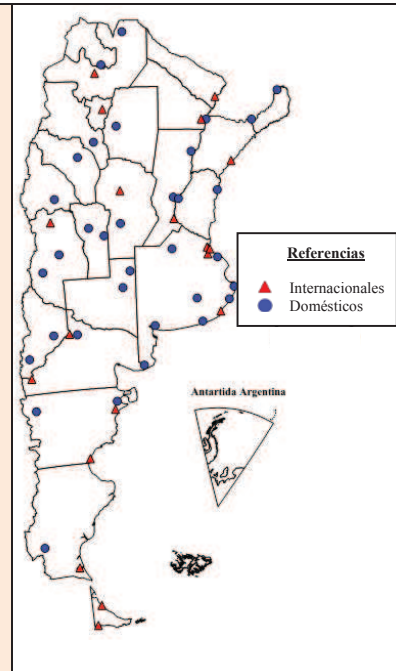 Referencias
Internacionales
Domésticos
Antartida Argentina